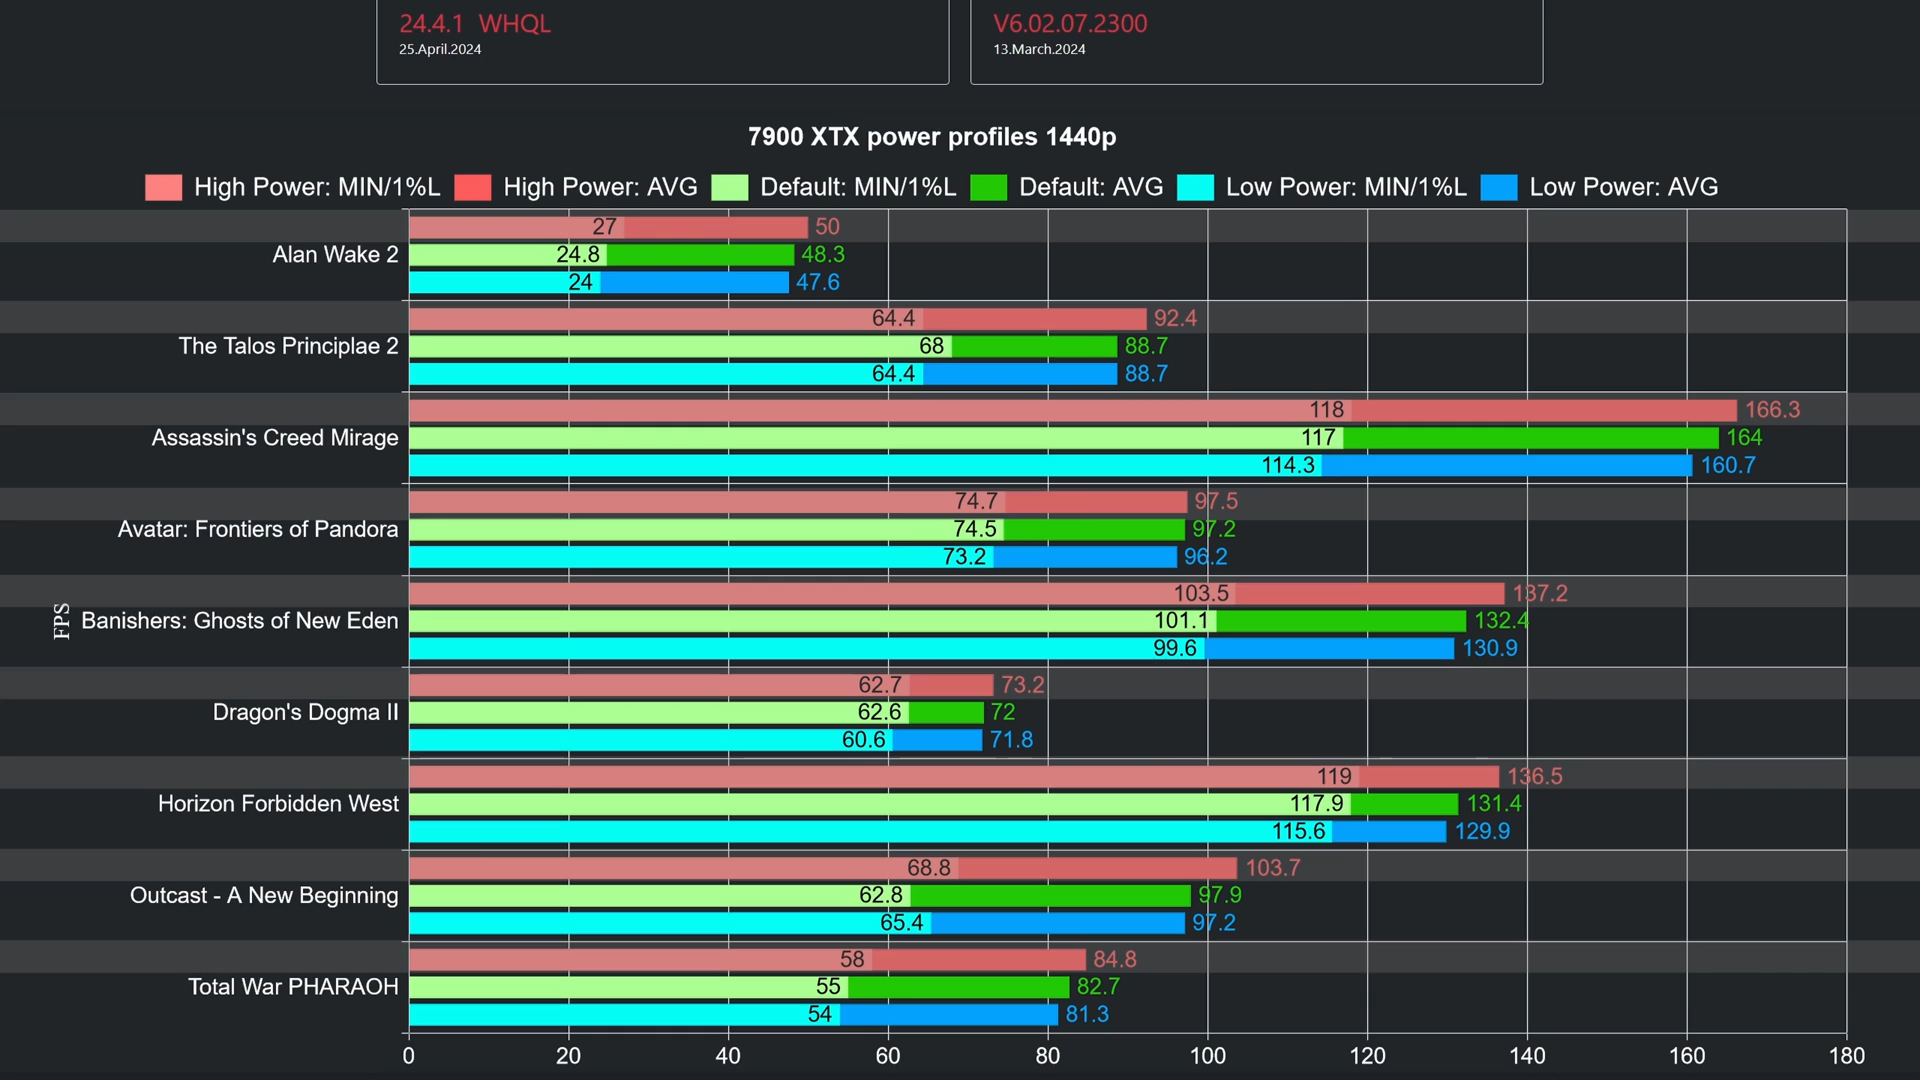 24.4.1 WHQL
25.April.2024
V6.02.07.2300
13.March.2024
7900 XTX power profiles 1440p
High Power: MIN/1%L High Power: AVG Default: MIN/1%L Default: AVG Low Power: MIN/1%L Low Power: AVG
27 50
Alan Wake 2 24.8 48.3
24 47.6
64.4 92.4
The Talos Principlae 2 68 88.7
64.4 88.7
118 166.3
Assassin's Creed Mirage 117 164
114.3 160.7
74.7 97.5
Avatar: Frontiers of Pandora 74.5 97.2
73.2 96.2
103.5 137.2
FPS
Banishers: Ghosts of New Eden 101.1 132.4
99.6 130.9
62.7 73.2
Dragon's Dogma II 62.6 72
60.6 71.8
119 136.5
Horizon Forbidden West 117.9 131.4
115.6 129.9
68.8 103.7
Outcast - A New Beginning 62.8 97.9
65.4 97.2
58 84.8
Total War PHARAOH 55 82.7
54 81.3
0 20 40 60 80 100 120 140 160 180